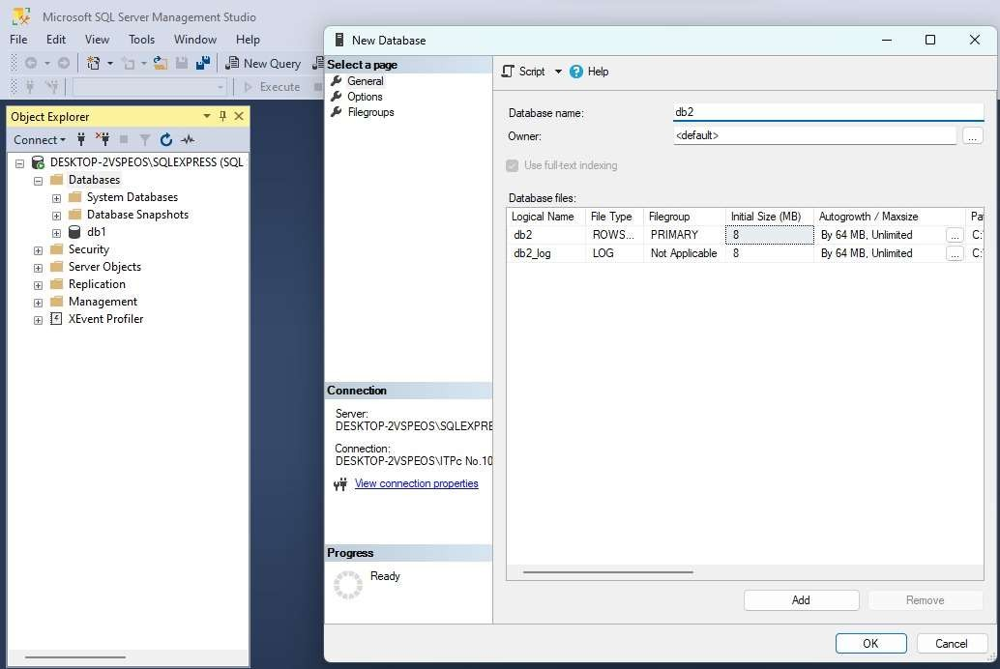 Microsoft SQL Server Management Studio
File Edit View Tools Window Help
New Query
Execute
Object Explorer
Connect
DESKTOP-2VSPEOS\SQLEXPRESS (SQL
Databases
System Databases
Database Snapshots
db1
Security
Server Objects
Replication
Management
XEvent Profiler
New Database
Select a page
General
Options
Filegroups
Connection
Server:
DESKTOP-2VSPEOS\SQLEXPRE
Connection:
DESKTOP-2VSPEOS\ITPc No.10
View connection properties
Progress
Ready
Script Help
Database name: db2
Owner: <default> ...
Use full-text indexing
Database files:
Logical Name File Type Filegroup Initial Size (MB) Autogrowth / Maxsize Pa
db2 ROWS... PRIMARY 8 By 64 MB, Unlimited ... C:
db2_log LOG Not Applicable 8 By 64 MB, Unlimited ... C:
Add Remove
OK Cancel